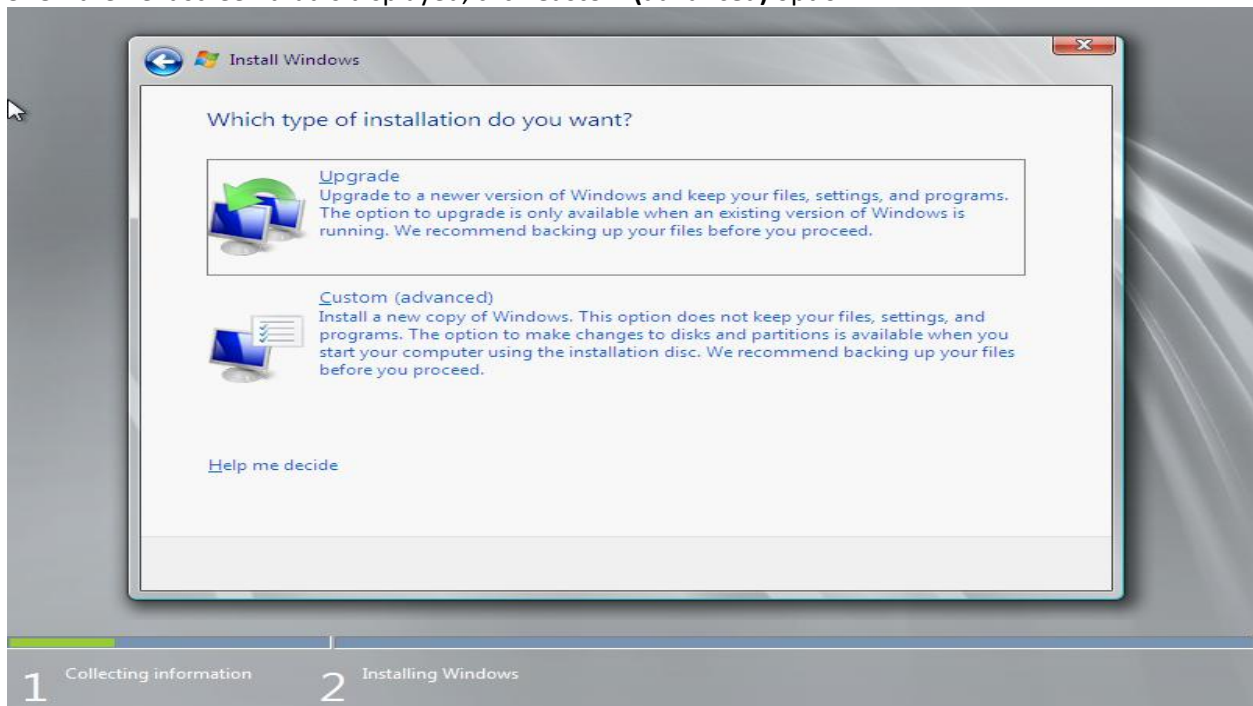 (advanced)
Install Windows
Which type of installation do you want?
Upgrade
Upgrade to a newer version of Windows and keep your files, settings, and programs.
The option to upgrade is only available when an existing version of Windows is
running. We recommend backing up your files before you proceed.
Custom (advanced)
Install a new copy of Windows. This option does not keep your files, settings, and
programs. The option to make changes to disks and partitions is available when you
start your computer using the installation disc. We recommend backing up your files
before you proceed.
Help me decide
1 Collecting information 2 Installing Windows